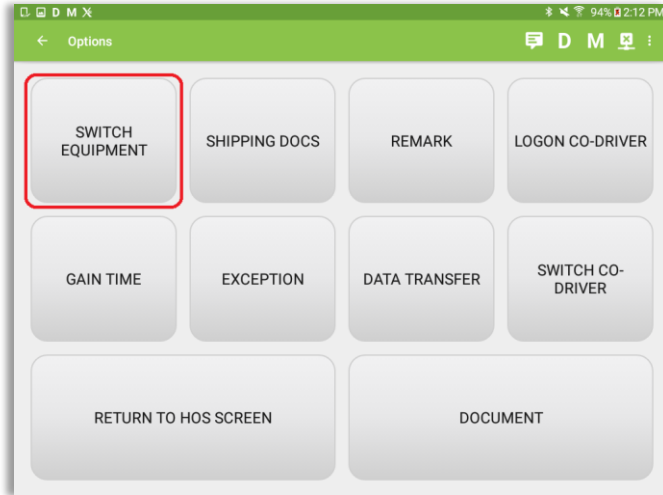 D M 94% 2:12 PM
Options D M
SWITCH
EQUIPMENT
SHIPPING DOCS
REMARK
LOGON CO-DRIVER
GAIN TIME
EXCEPTION
DATA TRANSFER
SWITCH CO-
DRIVER
RETURN TO HOS SCREEN
DOCUMENT